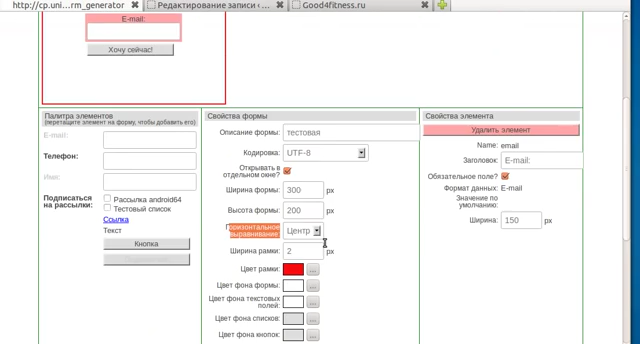 http://cp.uni...rm_generator
Редактирование записи ‹ ...
Good4fitness.ru
E-mail:
Хочу сейчас!
Палитра элементов
(перетащите элемент на форму, чтобы добавить его)
E-mail:
Телефон:
Имя:
Подписаться на рассылки:
Рассылка android64
Тестовый список
Ссылка
Текст
Кнопка
Свойства формы
Описание формы: тестовая
Кодировка: UTF-8
Открывать в отдельном окне?
Ширина формы: 300 px
Высота формы: 200 px
Горизонтальное выравнивание: Центр
Ширина рамки: 2 px
Цвет рамки: ...
Цвет фона формы: ...
Цвет фона текстовых полей: ...
Цвет фона списков: ...
Цвет фона кнопок: ...
Свойства элемента
Удалить элемент
Name: email
Заголовок: E-mail:
Обязательное поле?
Формат данных: E-mail
Значение по умолчанию:
Ширина: 150 px